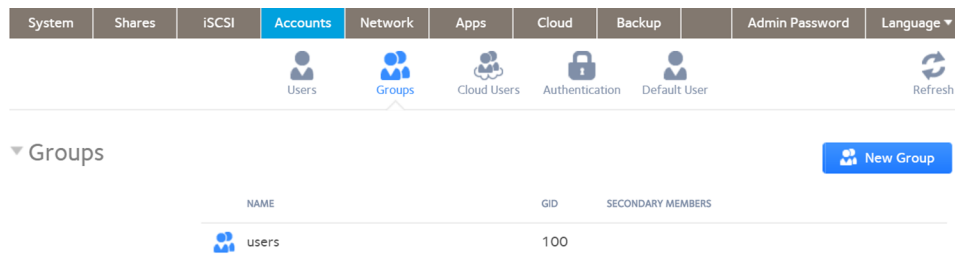 System Shares iSCSI Accounts Network Apps Cloud Backup Admin Password Language
Users Groups Cloud Users Authentication Default User Refresh
Groups New Group
NAME GID SECONDARY MEMBERS
users 100